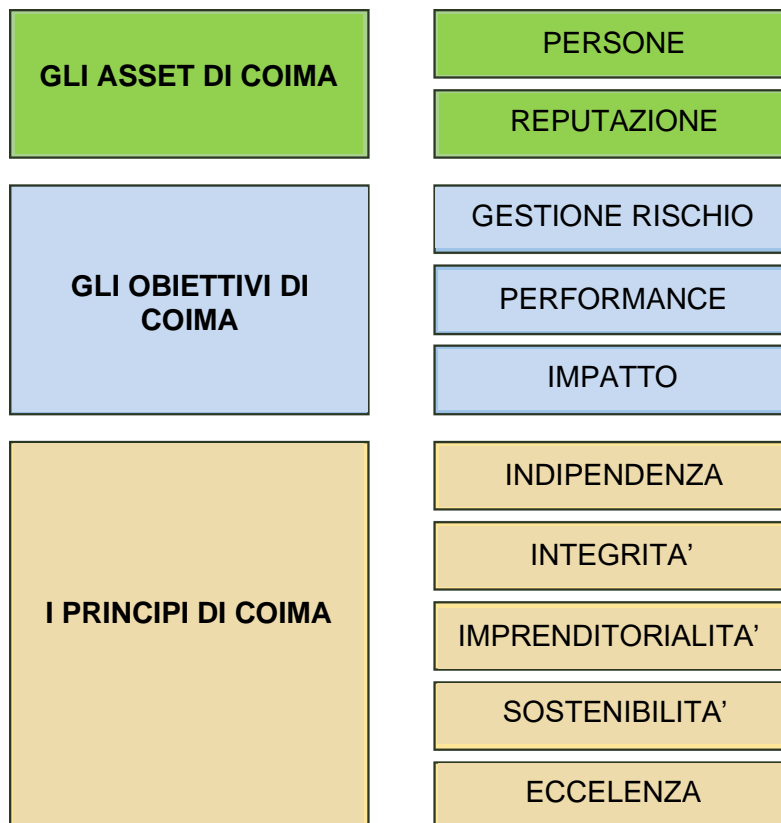 GLI ASSET DI COIMA
PERSONE
REPUTAZIONE
GLI OBIETTIVI DI
COIMA
GESTIONE RISCHIO
PERFORMANCE
IMPATTO
I PRINCIPI DI COIMA
INDIPENDENZA
INTEGRITA’
IMPRENDITORIALITA’
SOSTENIBILITA’
ECCELENZA